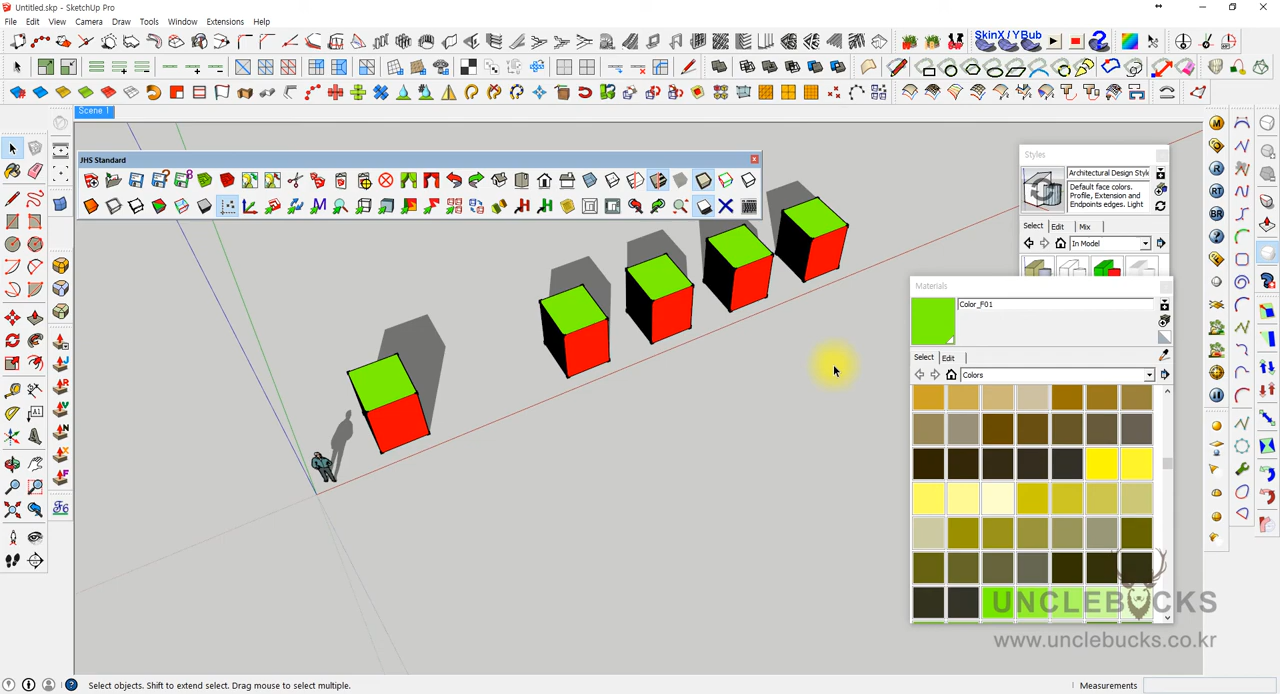 Untitled.skp - SketchUp Pro
File Edit View Camera Draw Tools Window Extensions Help
SkinX / YBub
Scene 1
JHS Standard
Styles
Architectural Design Style
Default face colors.
Profile, Extension and
Endpoints edges. Light
Select Edit Mix
In Model
Materials
Color_F01
Select Edit
Colors
UNCLEBUCKS
www.unclebucks.co.kr
Select objects. Shift to extend select. Drag mouse to select multiple.
Measurements